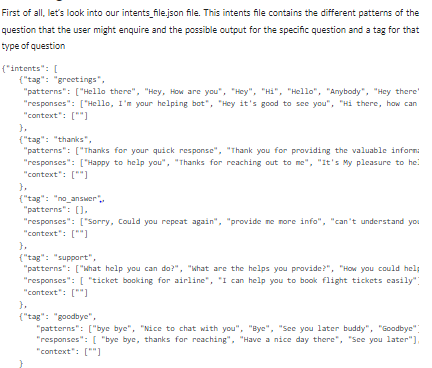 First of all, let's look into our intents_file.json file. This intents file contains the different patterns of the
question that the user might enquire and the possible output for the specific question and a tag for that
type of question
{"intents": [
{"tag": "greetings",
"patterns": ["Hello there", "Hey, How are you", "Hey", "Hi", "Hello", "Anybody", "Hey there"
"responses": ["Hello, I'm your helping bot", "Hey it's good to see you", "Hi there, how can
"context": [""]
},
{"tag": "thanks",
"patterns": ["Thanks for your quick response", "Thank you for providing the valuable
"responses": ["Happy to help you", "Thanks for reaching out to me", "It's My pleasure to
"context": [""]
},
{"tag": "no_answer",
"patterns": [],
"responses": ["Sorry, Could you repeat again", "provide me more info", "can't understand
"context": [""]
},
{"tag": "support",
"patterns": ["What help you can do?", "What are the helps you provide?", "How you could
"responses": [ "ticket booking for airline", "I can help you to book flight tickets easily"
"context": [""]
},
{"tag": "goodbye",
"patterns": ["bye bye", "Nice to chat with you", "Bye", "See you later buddy", "Goodbye"]
"responses": [ "bye bye, thanks for reaching", "Have a nice day there", "See you later"],
"context": [""]
}